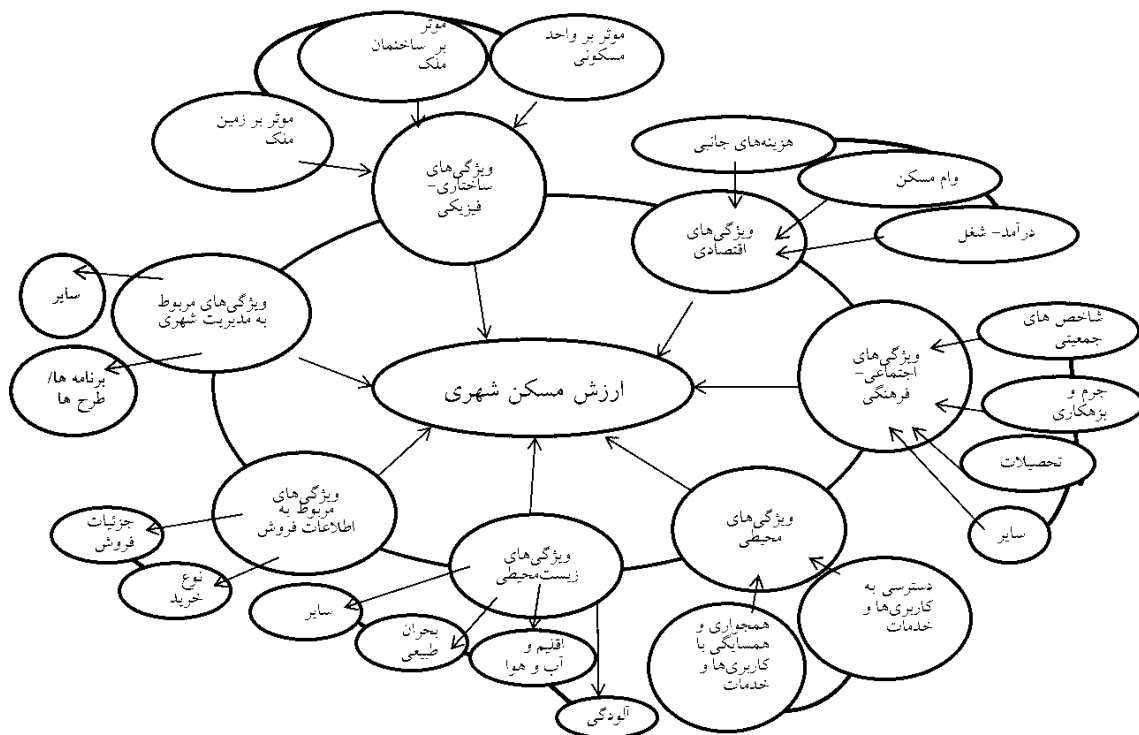 موثر
بر ساختمان
ملک
موثر بر واحد
مسکونی
موثر بر زمین
ملک
ویژگی‌های
ساختاری-
فیزیکی
هزینه‌های جانبی
وام مسکن
درآمد- شغل
ویژگی‌های
اقتصادی
سایر
ویژگی‌های مربوط
به مدیریت شهری
برنامه ها/
طرح ها
شاخص های
جمعیتی
ویژگی‌های
اجتماعی-
فرهنگی
جرم و
بزهکاری
تحصیلات
سایر
ارزش مسکن شهری
ویژگی‌های
مربوط به
اطلاعات فروش
جزئیات
فروش
نوع
خرید
ویژگی‌های
زیست‌محیطی
سایر
بحران
طبیعی
اقلیم و
آب و هوا
آلودگی
ویژگی‌های
محیطی
دسترسی به
کاربری‌ها و
خدمات
همجواری و
همسایگی با
کاربری‌ها و
خدمات